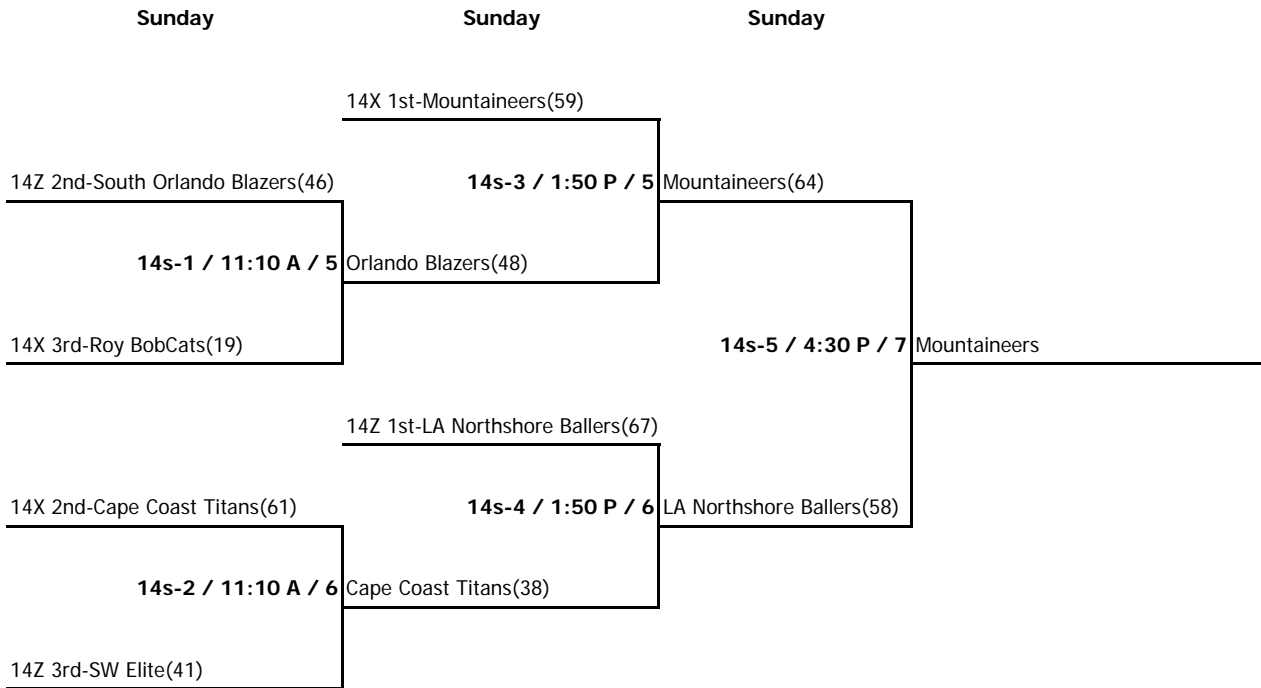 Sunday Sunday Sunday
14X 1st-Mountaineers(59)
14Z 2nd-South Orlando Blazers(46) 14s-3 / 1:50 P / 5 Mountaineers(64)
14s-1 / 11:10 A / 5 Orlando Blazers(48)
14X 3rd-Roy BobCats(19) 14s-5 / 4:30 P / 7 Mountaineers
14Z 1st-LA Northshore Ballers(67)
14X 2nd-Cape Coast Titans(61) 14s-4 / 1:50 P / 6 LA Northshore Ballers(58)
14s-2 / 11:10 A / 6 Cape Coast Titans(38)
14Z 3rd-SW Elite(41)